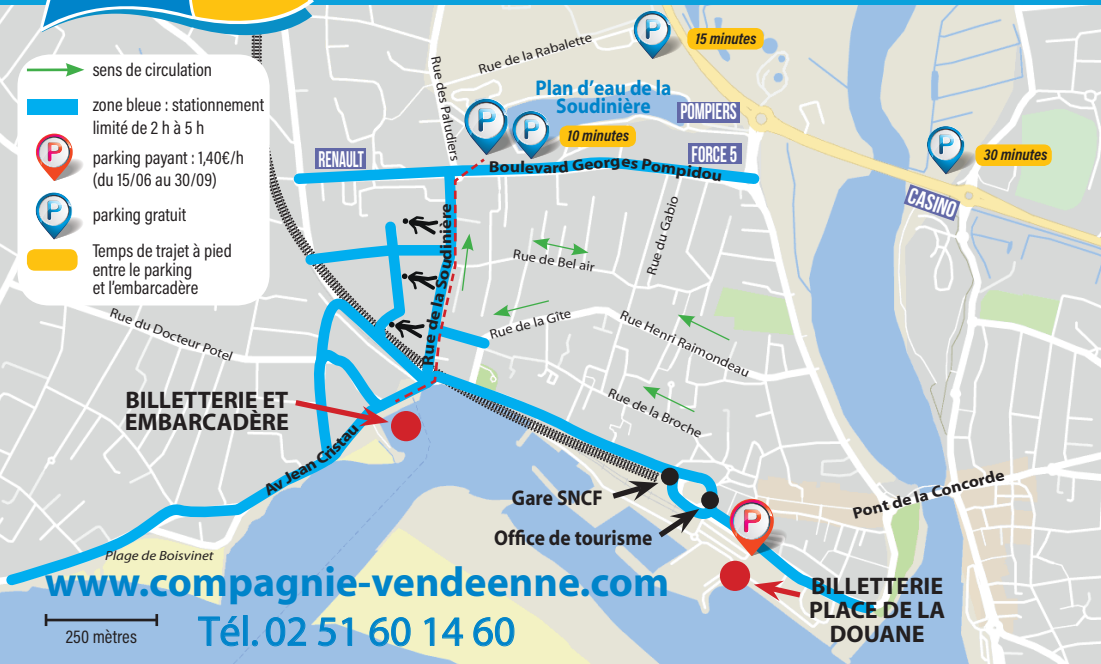 sens de circulation
zone bleue : stationnement
limité de 2 h à 5 h
P
parking payant : 1,40€/h
(du 15/06 au 30/09)
P
parking gratuit
Temps de trajet à pied
entre le parking
et l'embarcadère
P
15 minutes
Rue de la Rabalette
Rue des Paludiers
Plan d'eau de la
Soudinière
P
P
10 minutes
POMPIERS
RENAULT
FORCE 5
Boulevard Georges Pompidou
P
30 minutes
CASINO
Rue de la Soudinière
Rue de Bel air
Rue du Gabio
Rue de la Gîte
Rue Henri Raimondeau
Rue du Docteur Potel
Rue de la Broche
BILLETTERIE ET
EMBARCADÈRE
Av Jean Cristau
Gare SNCF
Office de tourisme
P
Pont de la Concorde
Plage de Boisvinet
www.compagnie-vendeenne.com
BILLETTERIE
PLACE DE LA
DOUANE
250 mètres
Tél. 02 51 60 14 60